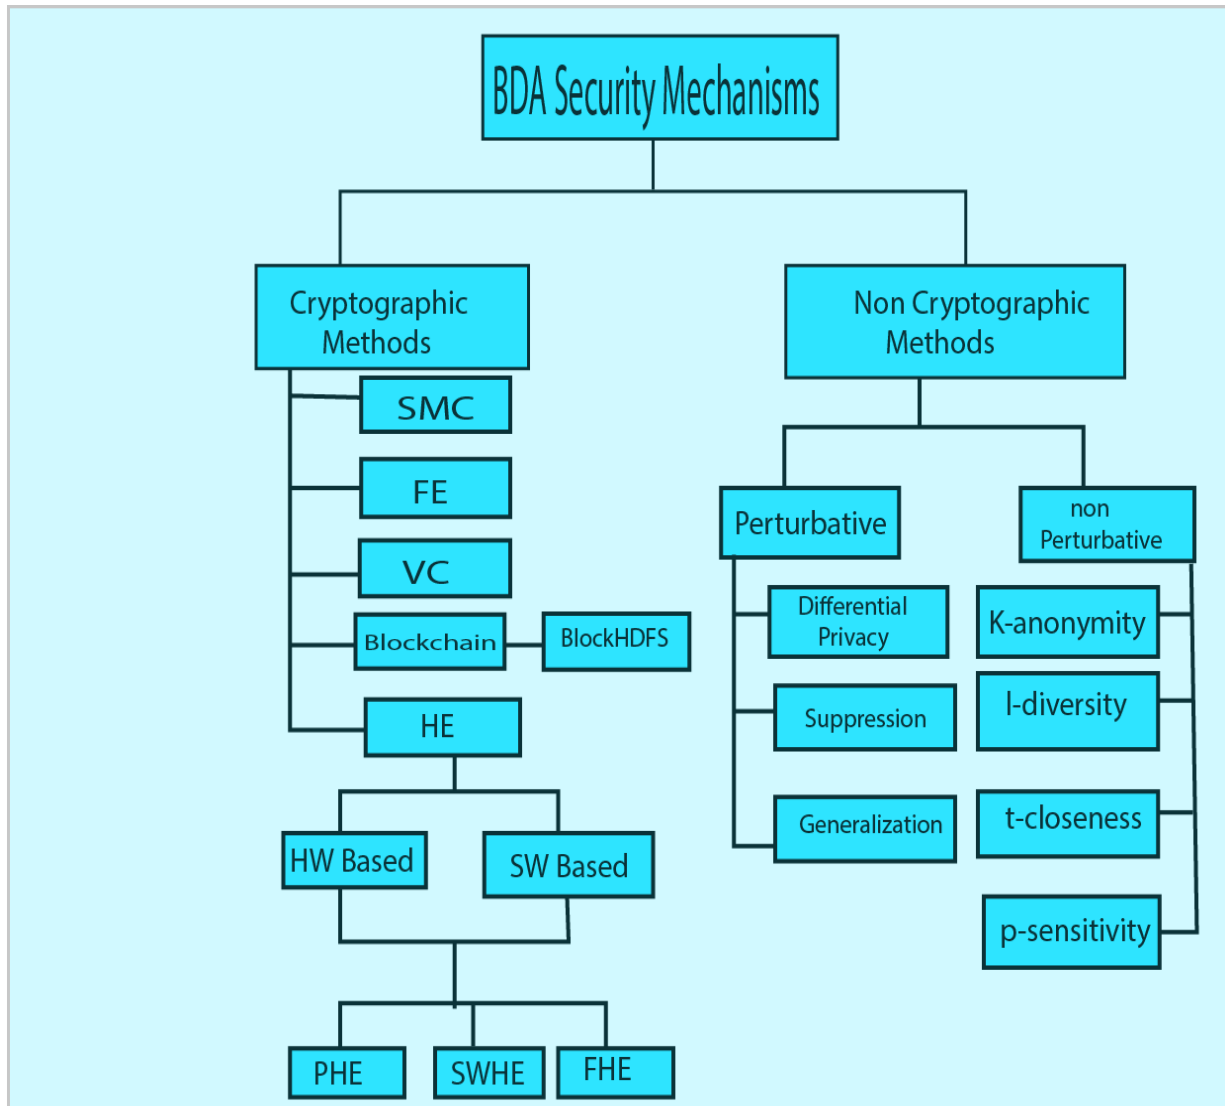 BDA Security Mechanisms
Cryptographic
Methods
Non Cryptographic
Methods
SMC
FE
VC
Blockchain
BlockHDFS
HE
HW Based
SW Based
PHE
SWHE
FHE
Perturbative
non
Perturbative
Differential
Privacy
Suppression
Generalization
K-anonymity
l-diversity
t-closeness
p-sensitivity